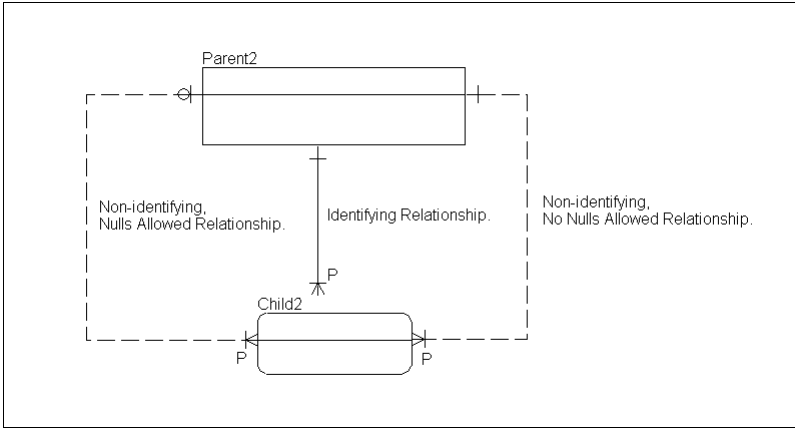 Parent2
Non-identifying,
Nulls Allowed Relationship.
Identifying Relationship.
Non-identifying,
No Nulls Allowed Relationship.
P
Child2
P
P